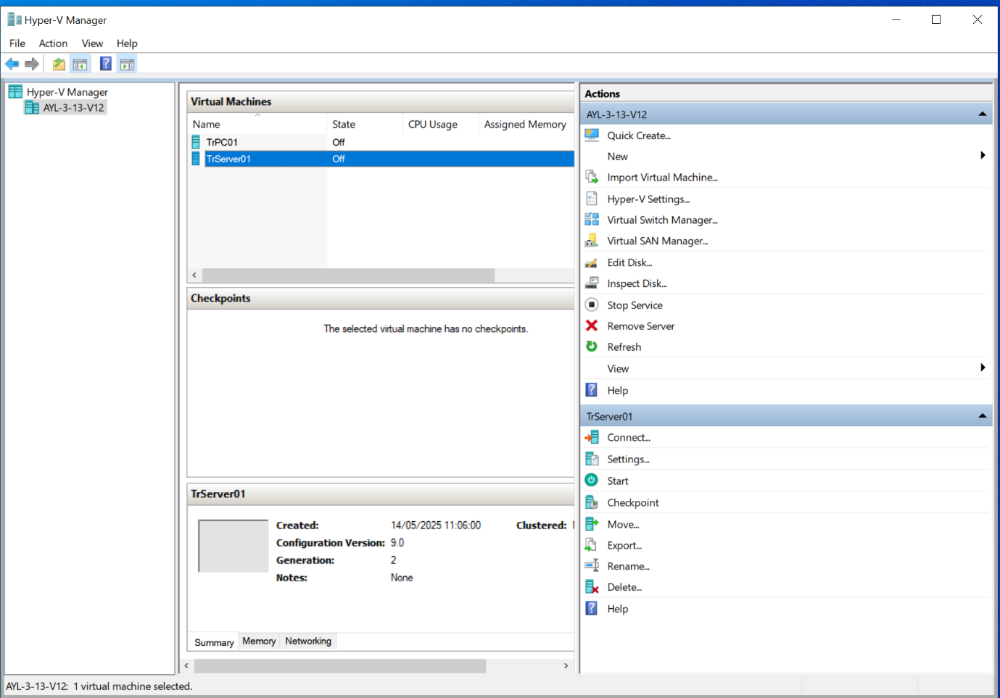 Hyper-V Manager
File Action View Help
Hyper-V Manager
AYL-3-13-V12
Virtual Machines
Name State CPU Usage Assigned Memory
TrPC01 Off
TrServer01 Off
Checkpoints
The selected virtual machine has no checkpoints.
TrServer01
Created: 14/05/2025 11:06:00 Clustered:
Configuration Version: 9.0
Generation: 2
Notes: None
Summary Memory Networking
Actions
AYL-3-13-V12
Quick Create...
New
Import Virtual Machine...
Hyper-V Settings...
Virtual Switch Manager...
Virtual SAN Manager...
Edit Disk...
Inspect Disk...
Stop Service
Remove Server
Refresh
View
Help
TrServer01
Connect...
Settings...
Start
Checkpoint
Move...
Export...
Rename...
Delete...
Help
AYL-3-13-V12: 1 virtual machine selected.